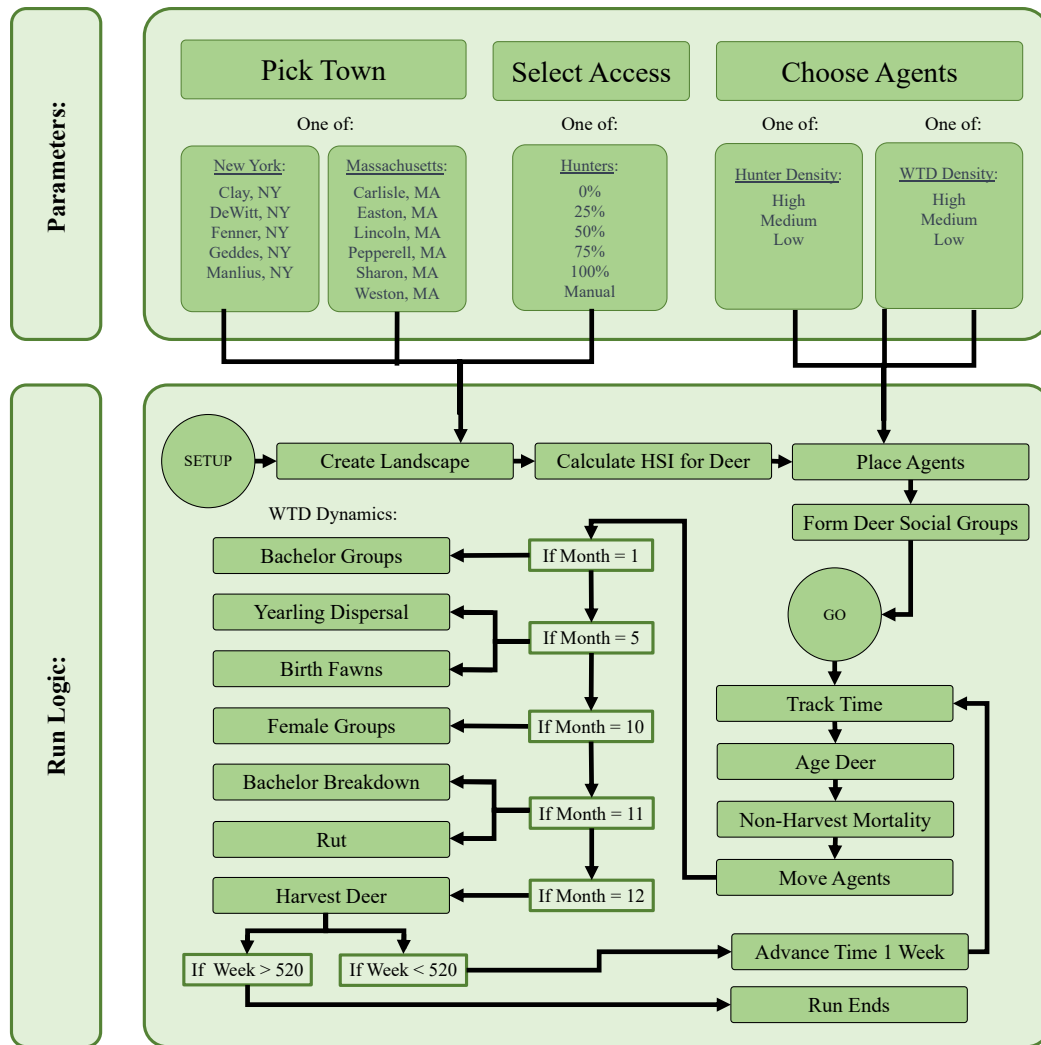 Parameters:
Pick Town
Select Access
Choose Agents
One of:
One of:
One of:
One of:
New York:
Clay, NY
DeWitt, NY
Fenner, NY
Geddes, NY
Manlius, NY
Massachusetts:
Carlisle, MA
Easton, MA
Lincoln, MA
Pepperell, MA
Sharon, MA
Weston, MA
Hunters:
0%
25%
50%
75%
100%
Manual
Hunter Density:
High
Medium
Low
WTD Density:
High
Medium
Low
Run Logic:
SETUP
Create Landscape
Calculate HSI for Deer
Place Agents
Form Deer Social Groups
GO
Track Time
Age Deer
Non-Harvest Mortality
Move Agents
WTD Dynamics:
If Month = 1
Bachelor Groups
If Month = 5
Yearling Dispersal
Birth Fawns
If Month = 10
Female Groups
If Month = 11
Bachelor Breakdown
Rut
If Month = 12
Harvest Deer
If Week > 520
If Week < 520
Advance Time 1 Week
Run Ends